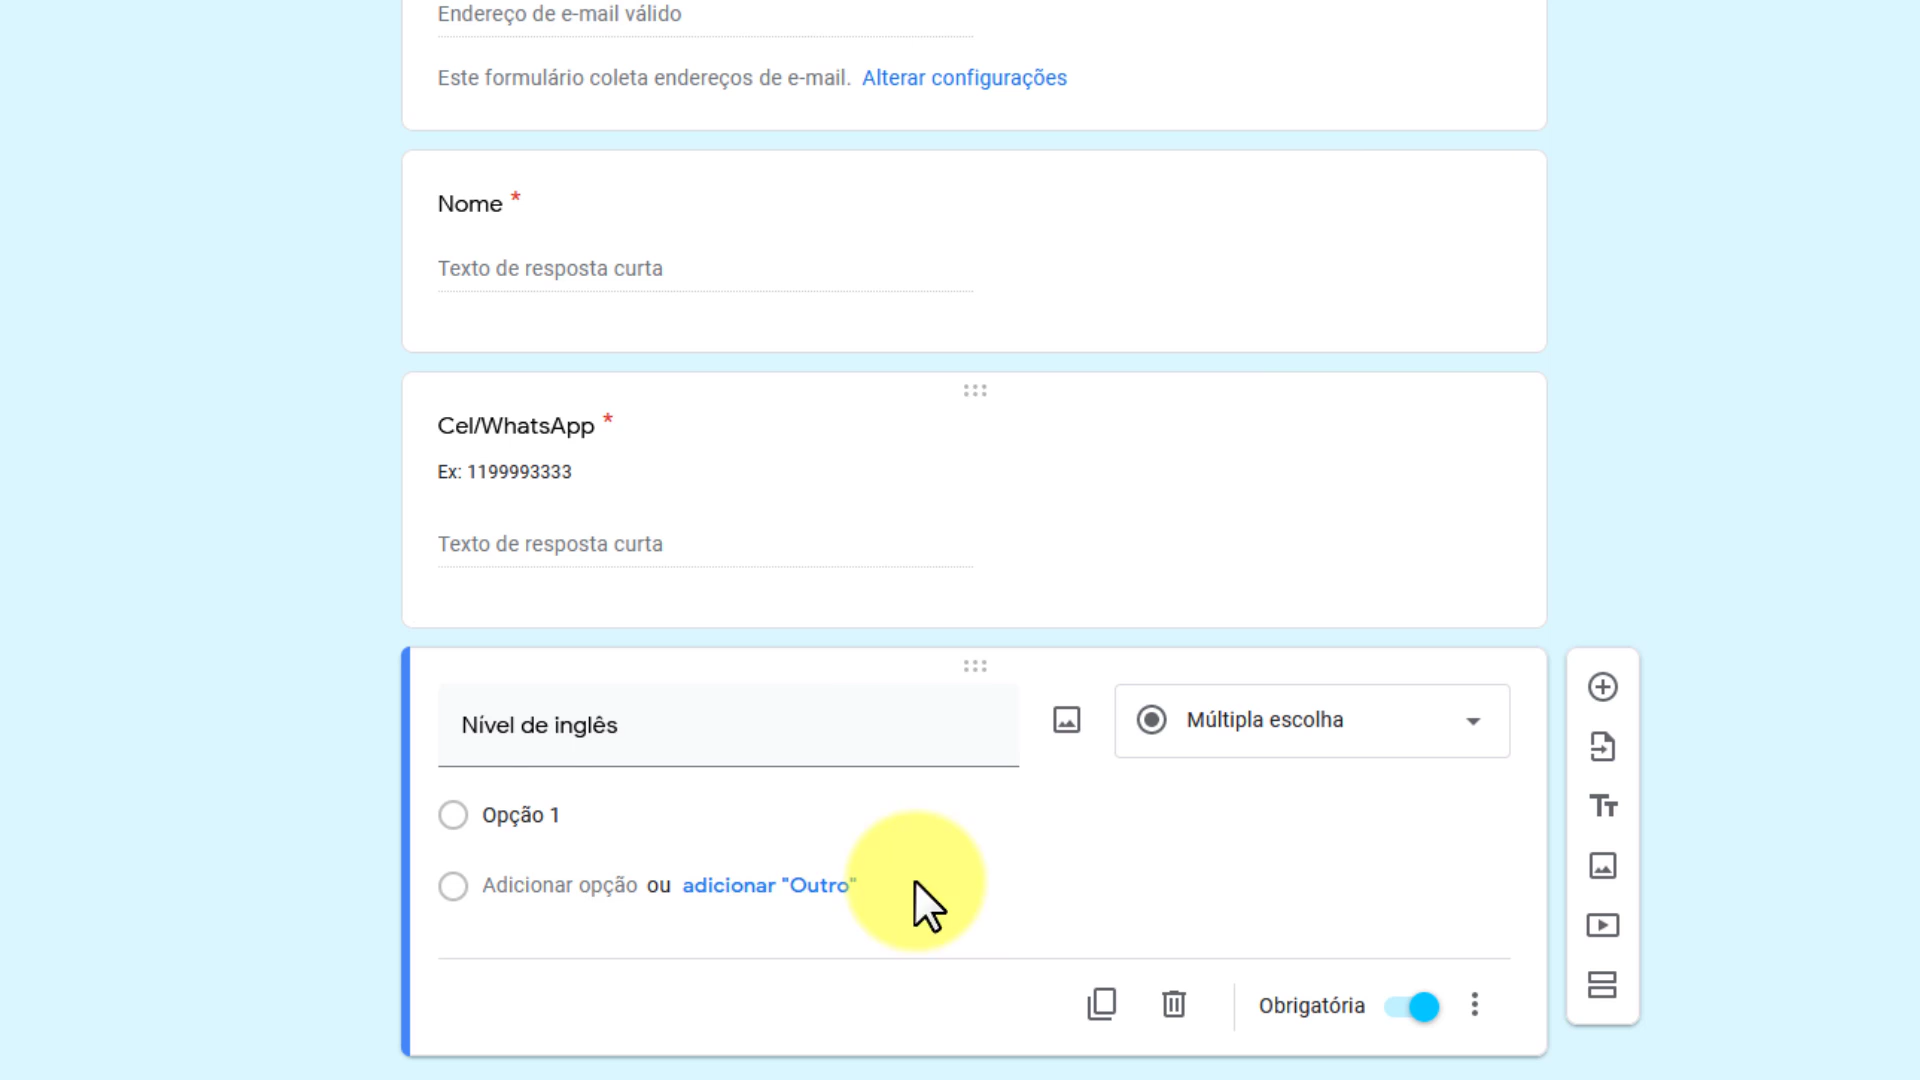 Endereço de e-mail válido
Este formulário coleta endereços de e-mail. Alterar configurações
Nome *
Texto de resposta curta
Cel/WhatsApp *
Ex: 1199993333
Texto de resposta curta
Nível de inglês
Múltipla escolha
Opção 1
Adicionar opção ou adicionar "Outro"
Obrigatória